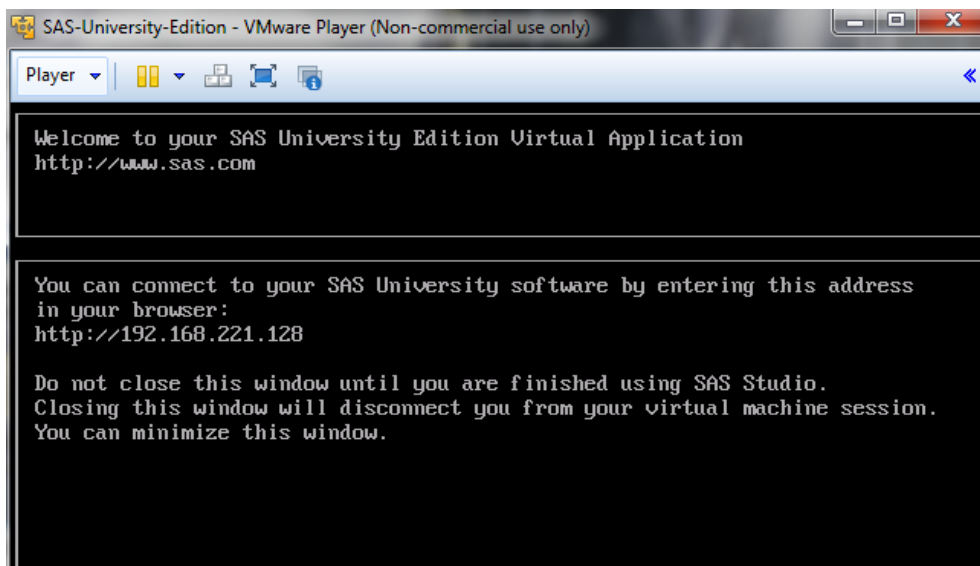 SAS-University-Edition - VMware Player (Non-commercial use only)
Player
Welcome to your SAS University Edition Virtual Application
http://www.sas.com
You can connect to your SAS University software by entering this address
in your browser:
http://192.168.221.128
Do not close this window until you are finished using SAS Studio.
Closing this window will disconnect you from your virtual machine session.
You can minimize this window.